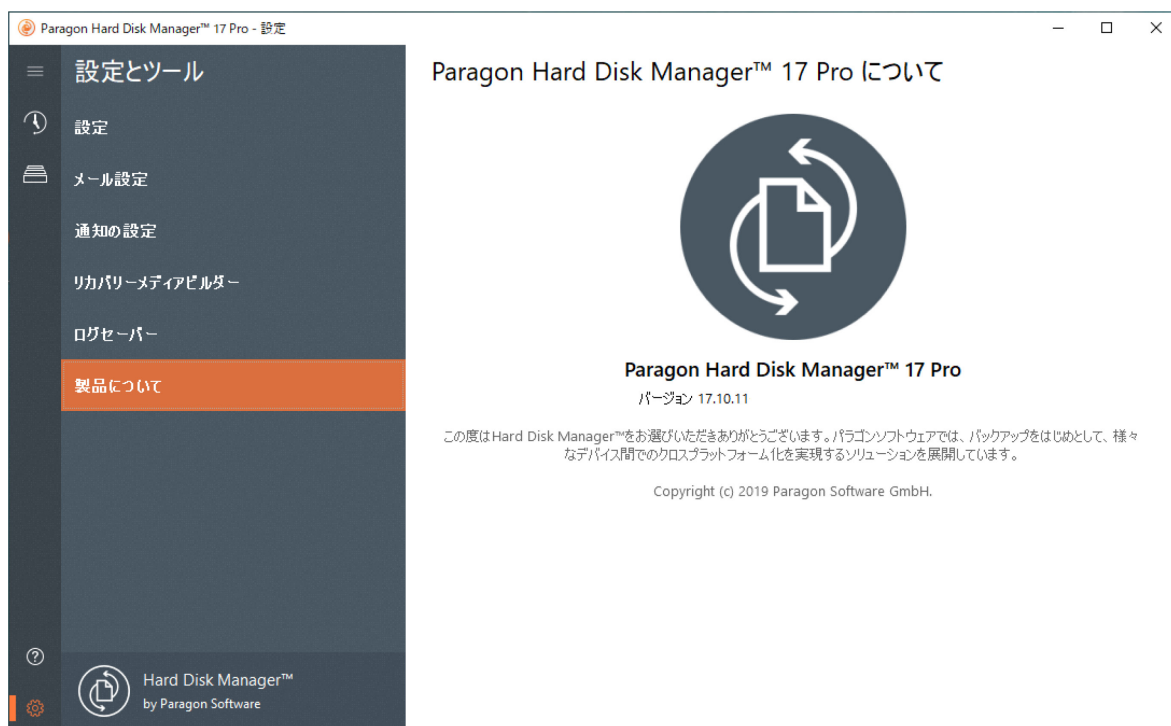 Paragon Hard Disk Manager™ 17 Pro - 設定
設定とツール
設定
メール設定
通知の設定
リカバリーメディアビルダー
ログセーバー
製品について
Hard Disk Manager™
by Paragon Software
Paragon Hard Disk Manager™ 17 Pro について
Paragon Hard Disk Manager™ 17 Pro
バージョン 17.10.11
この度はHard Disk Manager™をお選びいただきありがとうございます。パラゴンソフトウェアでは、バックアップをはじめとして、様々
なデバイス間でのクロスプラットフォーム化を実現するソリューションを展開しています。
Copyright (c) 2019 Paragon Software GmbH.